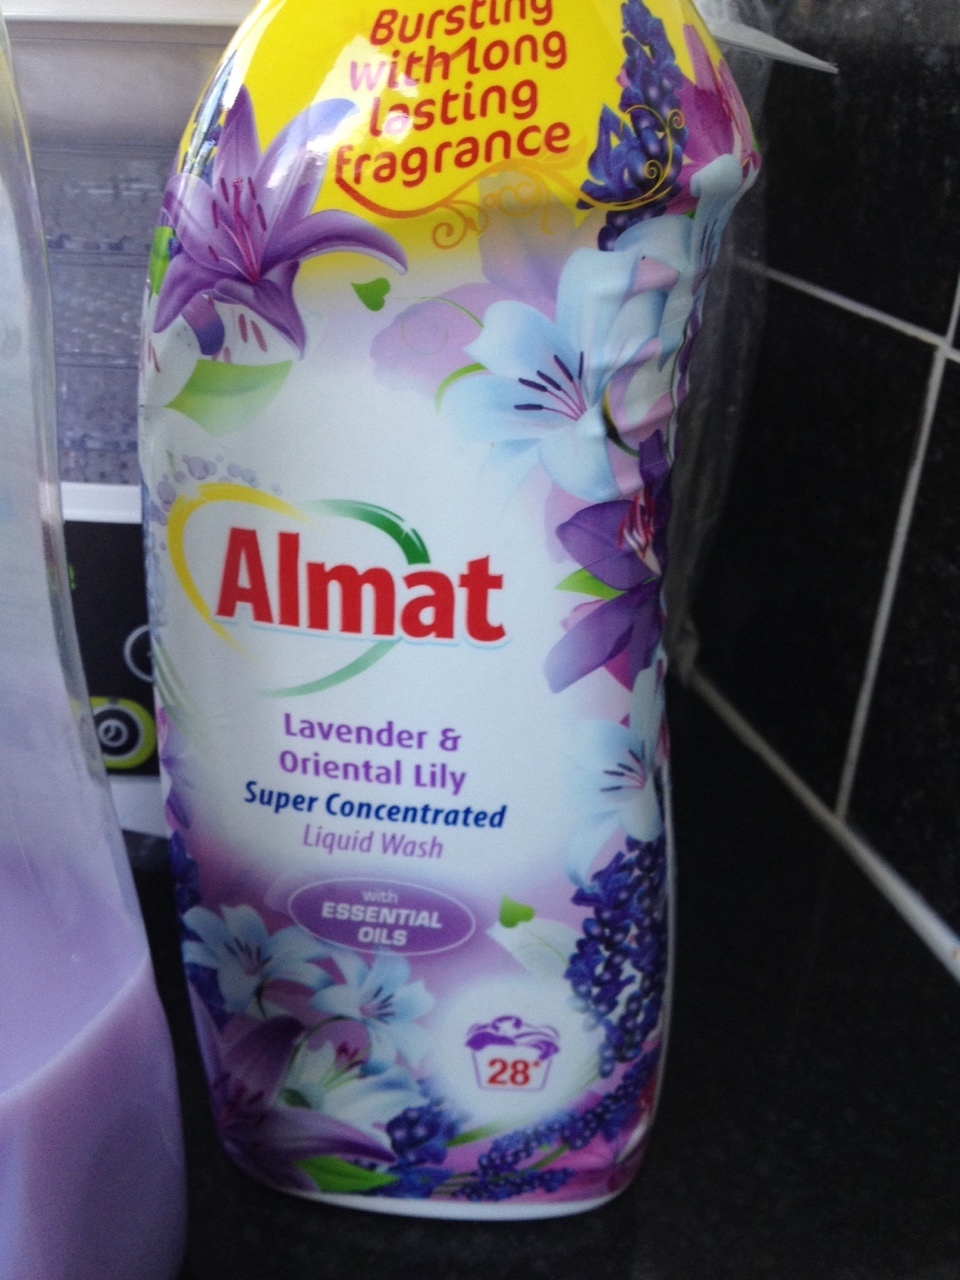 Bursting
with long
lasting
fragrance
Almat
Lavender &
Oriental Lily
Super Concentrated
Liquid Wash
with
ESSENTIAL
OILS
28*